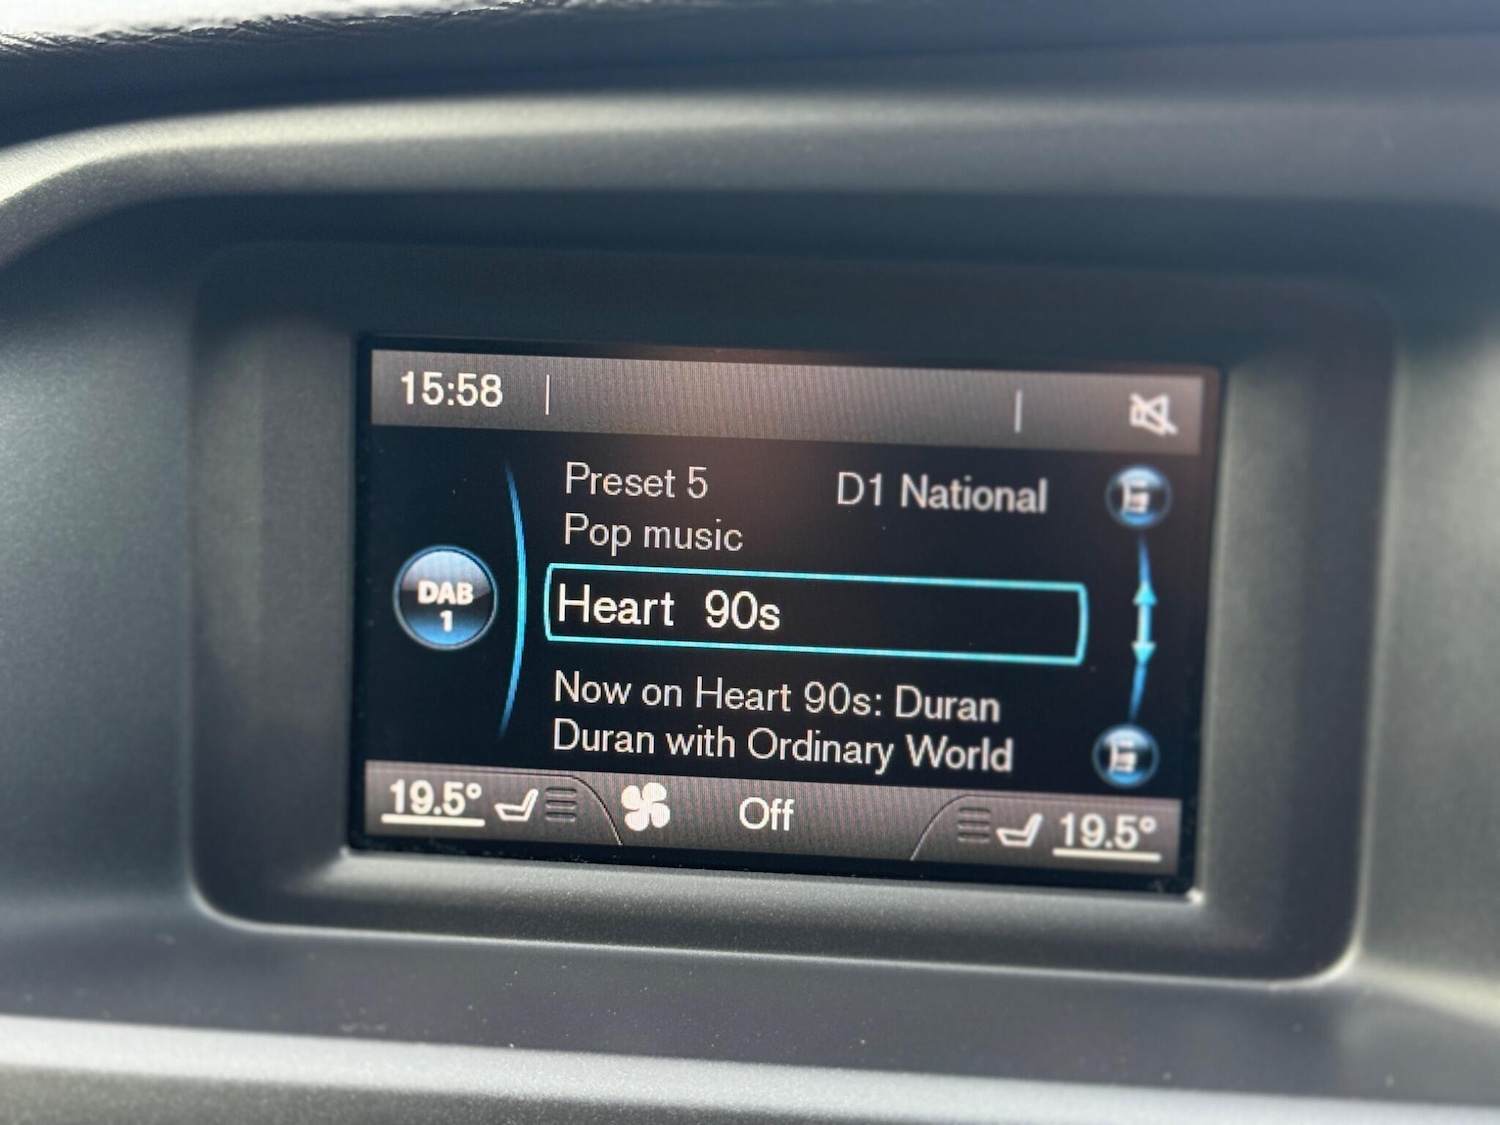 15:58
Preset 5 D1 National
Pop music
DAB
1
Heart 90s
Now on Heart 90s: Duran
Duran with Ordinary World
19.5° Off 19.5°